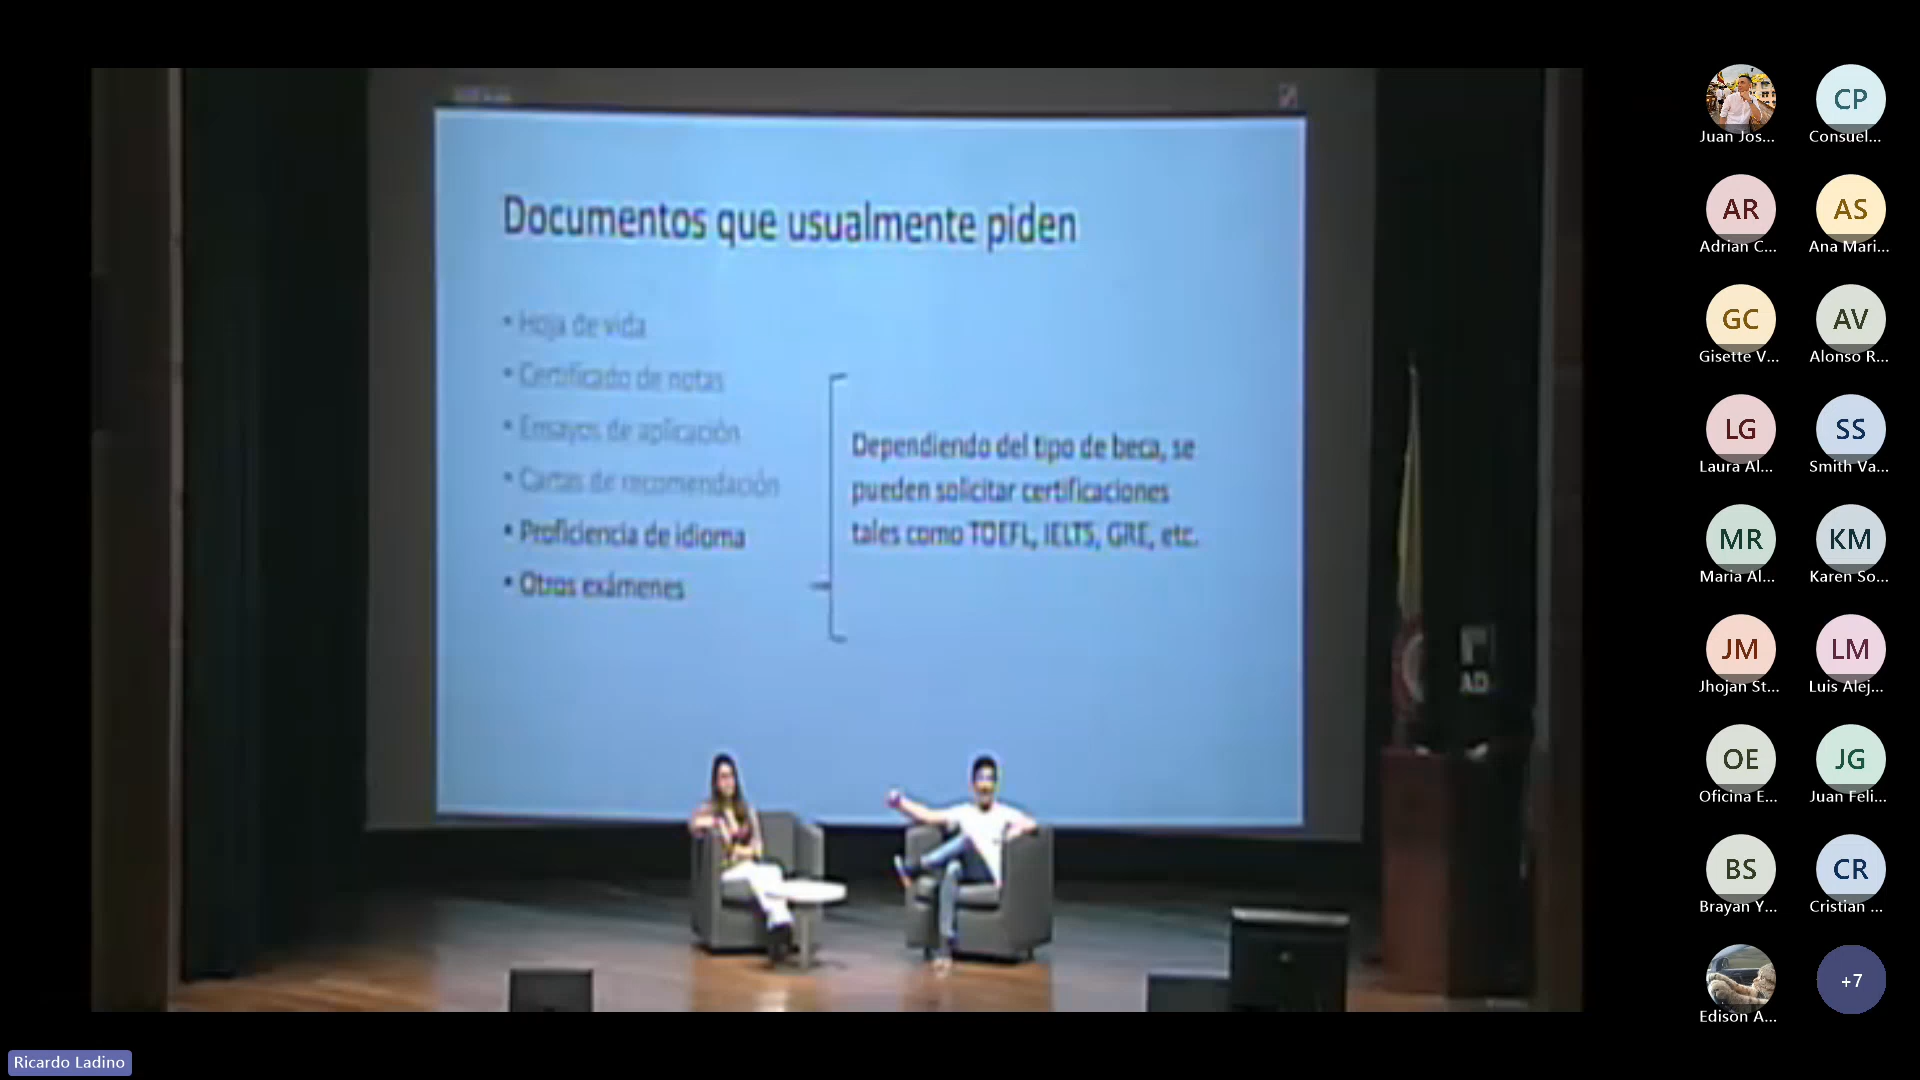 Documentos que usualmente piden
• Hoja de vida
• Certificado de notas
• Ensayos de aplicación
• Cartas de recomendación
• Proficiencia de idioma
• Otros exámenes
Dependiendo del tipo de beca, se
pueden solicitar certificaciones
tales como TOEFL, IELTS, GRE, etc.
AD
Juan Jos...
CP
Consuel...
AR
Adrian C...
AS
Ana Mari...
GC
Gisette V...
AV
Alonso R...
LG
Laura Al...
SS
Smith Va...
MR
Maria Al...
KM
Karen So...
JM
Jhojan St...
LM
Luis Alej...
OE
Oficina E...
JG
Juan Feli...
BS
Brayan Y...
CR
Cristian ...
Edison A...
+7
Ricardo Ladino